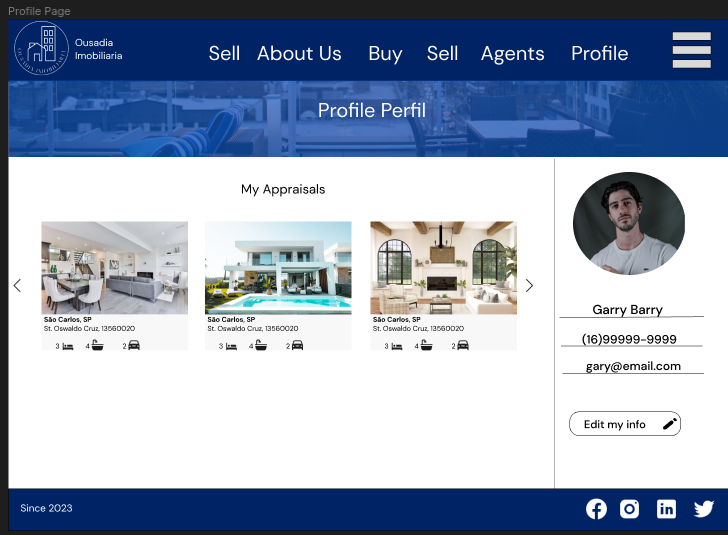 Profile Page
Ousadia
Imobiliaria
OUSADIA IMOBILIARIA
Sell About Us Buy Sell Agents Profile
Profile Perfil
My Appraisals
São Carlos, SP
St. Oswaldo Cruz, 13560020
3 4 2
São Carlos, SP
St. Oswaldo Cruz, 13560020
3 4 2
São Carlos, SP
St. Oswaldo Cruz, 13560020
3 4 2
Garry Barry
(16)99999-9999
gary@email.com
Edit my info
Since 2023